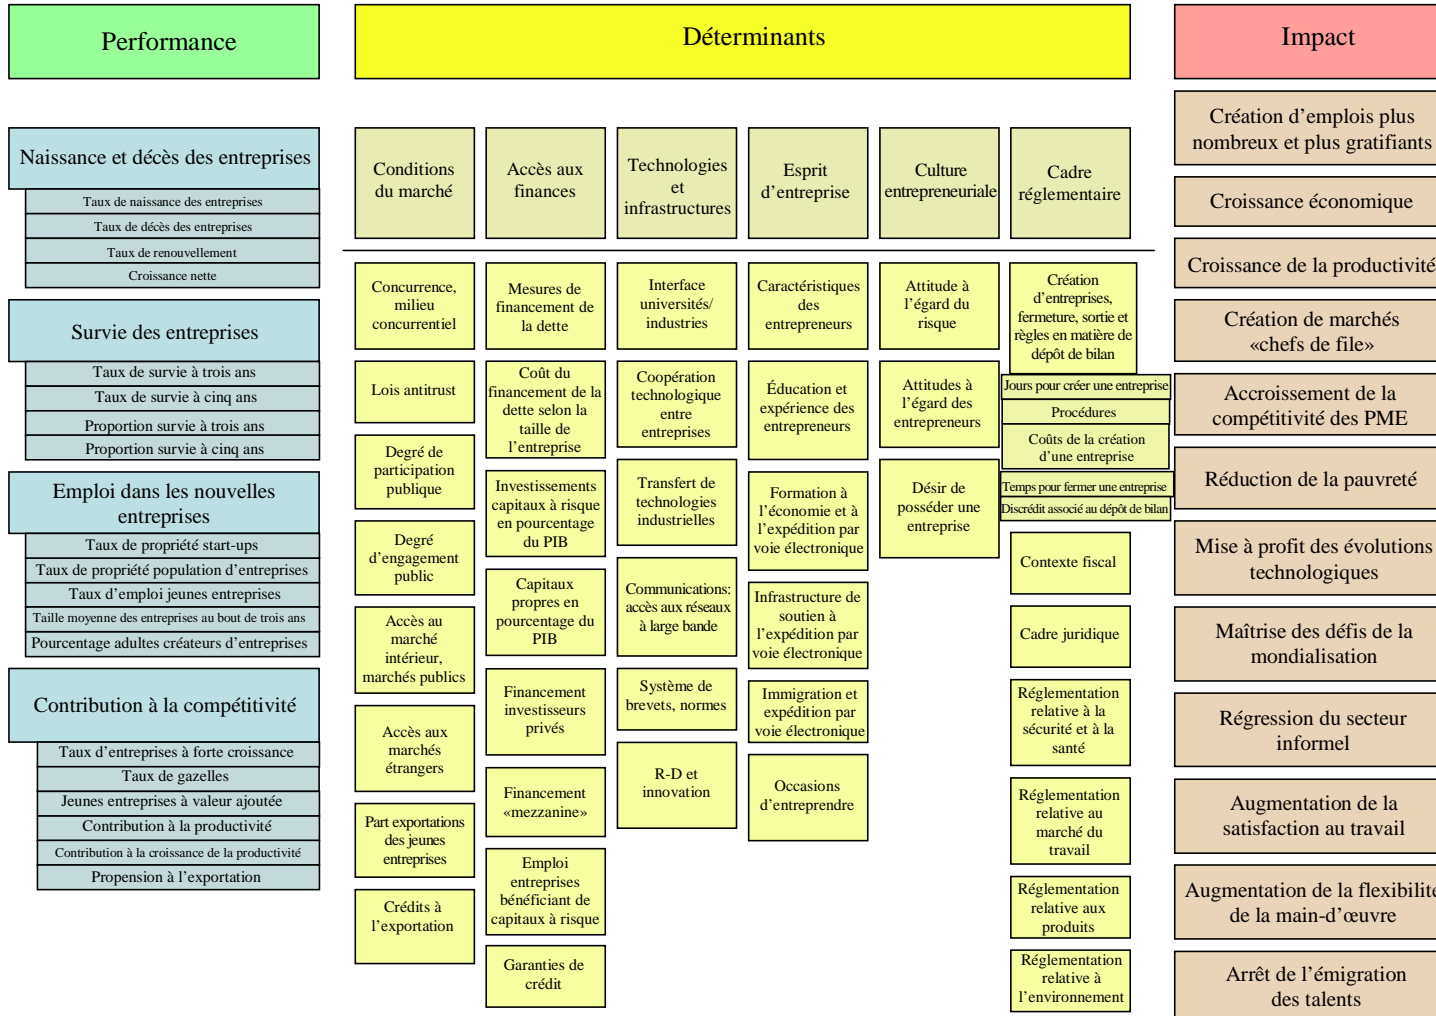 Performance
Naissance et décès des entreprises
Taux de naissance des entreprises
Taux de décès des entreprises
Taux de renouvellement
Croissance nette
Survie des entreprises
Taux de survie à trois ans
Taux de survie à cinq ans
Proportion survie à trois ans
Proportion survie à cinq ans
Emploi dans les nouvelles
entreprises
Taux de propriété start-ups
Taux de propriété population d’entreprises
Taux d’emploi jeunes entreprises
Taille moyenne des entreprises au bout de trois ans
Pourcentage adultes créateurs d’entreprises
Contribution à la compétitivité
Taux d’entreprises à forte croissance
Taux de gazelles
Jeunes entreprises à valeur ajoutée
Contribution à la productivité
Contribution à la croissance de la productivité
Propension à l’exportation
Déterminants
Conditions
du marché
Concurrence,
milieu
concurrentiel
Lois antitrust
Degré de
participation
publique
Degré
d’engagement
public
Accès au
marché
intérieur,
marchés publics
Accès aux
marchés
étrangers
Part exportations
des jeunes
entreprises
Crédits à
l’exportation
Accès aux
finances
Mesures de
financement de
la dette
Coût du
financement de la
dette selon la
taille de
l’entreprise
Investissements
capitaux à risque
en pourcentage
du PIB
Capitaux
propres en
pourcentage du
PIB
Financement
investisseurs
privés
Financement
«mezzanine»
Emploi
entreprises
bénéficiant de
capitaux à risque
Garanties de
crédit
Technologies
et
infrastructures
Interface
universités/
industries
Coopération
technologique
entre
entreprises
Transfert de
technologies
industrielles
Communications:
accès aux réseaux
à large bande
Système de
brevets, normes
R-D et
innovation
Esprit
d’entreprise
Caractéristiques
des
entrepreneurs
Éducation et
expérience des
entrepreneurs
Formation à
l’économie et à
l’expédition par
voie électronique
Infrastructure de
soutien à
l’expédition par
voie électronique
Immigration et
expédition par
voie électronique
Occasions
d’entreprendre
Culture
entrepreneuriale
Attitude à
l’égard du
risque
Attitudes à
l’égard des
entrepreneurs
Désir de
posséder une
entreprise
Cadre
réglementaire
Création
d’entreprises,
fermeture, sortie et
règles en matière de
dépôt de bilan
Jours pour créer une entreprise
Procédures
Coûts de la création
d’une entreprise
Temps pour fermer une entreprise
Discrédit associé au dépôt de bilan
Contexte fiscal
Cadre juridique
Réglementation
relative à la
sécurité et à la
santé
Réglementation
relative au
marché du
travail
Réglementation
relative aux
produits
Réglementation
relative à
l’environnement
Impact
Création d’emplois plus
nombreux et plus gratifiants
Croissance économique
Croissance de la productivité
Création de marchés
«chefs de file»
Accroissement de la
compétitivité des PME
Réduction de la pauvreté
Mise à profit des évolutions
technologiques
Maîtrise des défis de la
mondialisation
Régression du secteur
informel
Augmentation de la
satisfaction au travail
Augmentation de la flexibilité
de la main-d’œuvre
Arrêt de l’émigration
des talents